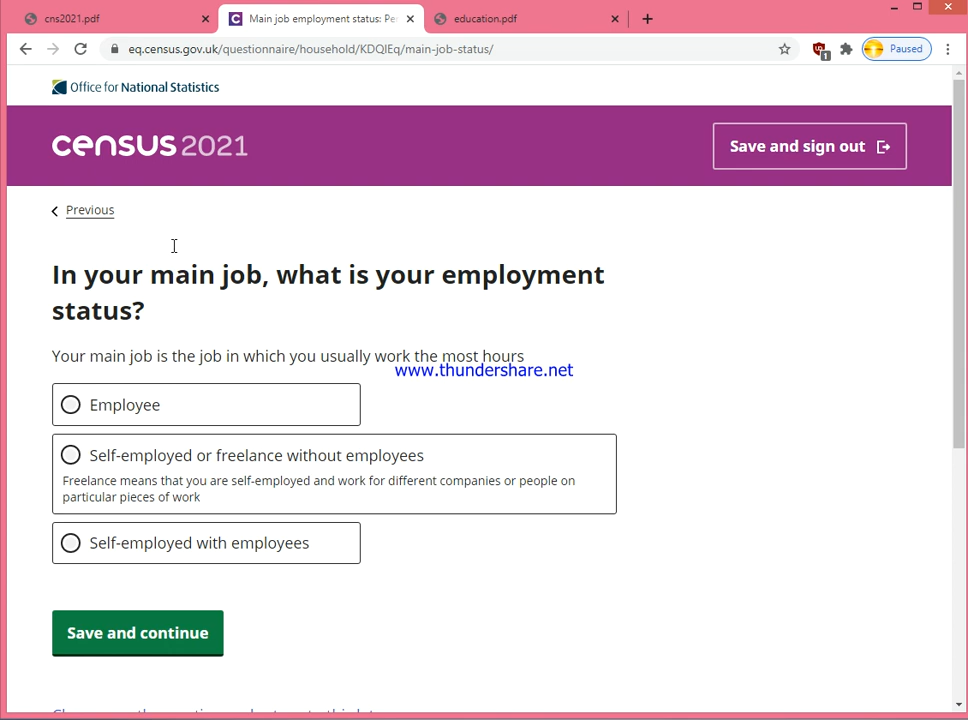 cns2021.pdf
Main job employment status: Pe
education.pdf
eq.census.gov.uk/questionnaire/household/KDQIEq/main-job-status/
1
Paused
Office for National Statistics
census 2021
Save and sign out
Previous
In your main job, what is your employment
status?
Your main job is the job in which you usually work the most hours
www.thundershare.net
Employee
Self-employed or freelance without employees
Freelance means that you are self-employed and work for different companies or people on
particular pieces of work
Self-employed with employees
Save and continue